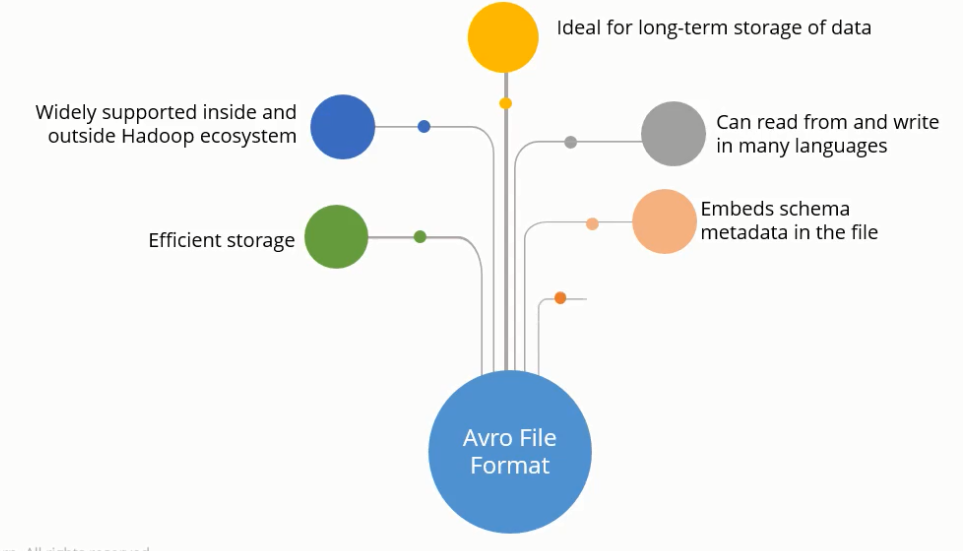 Ideal for long-term storage of data
Widely supported inside and
outside Hadoop ecosystem
Can read from and write
in many languages
Embeds schema
metadata in the file
Efficient storage
Avro File
Format